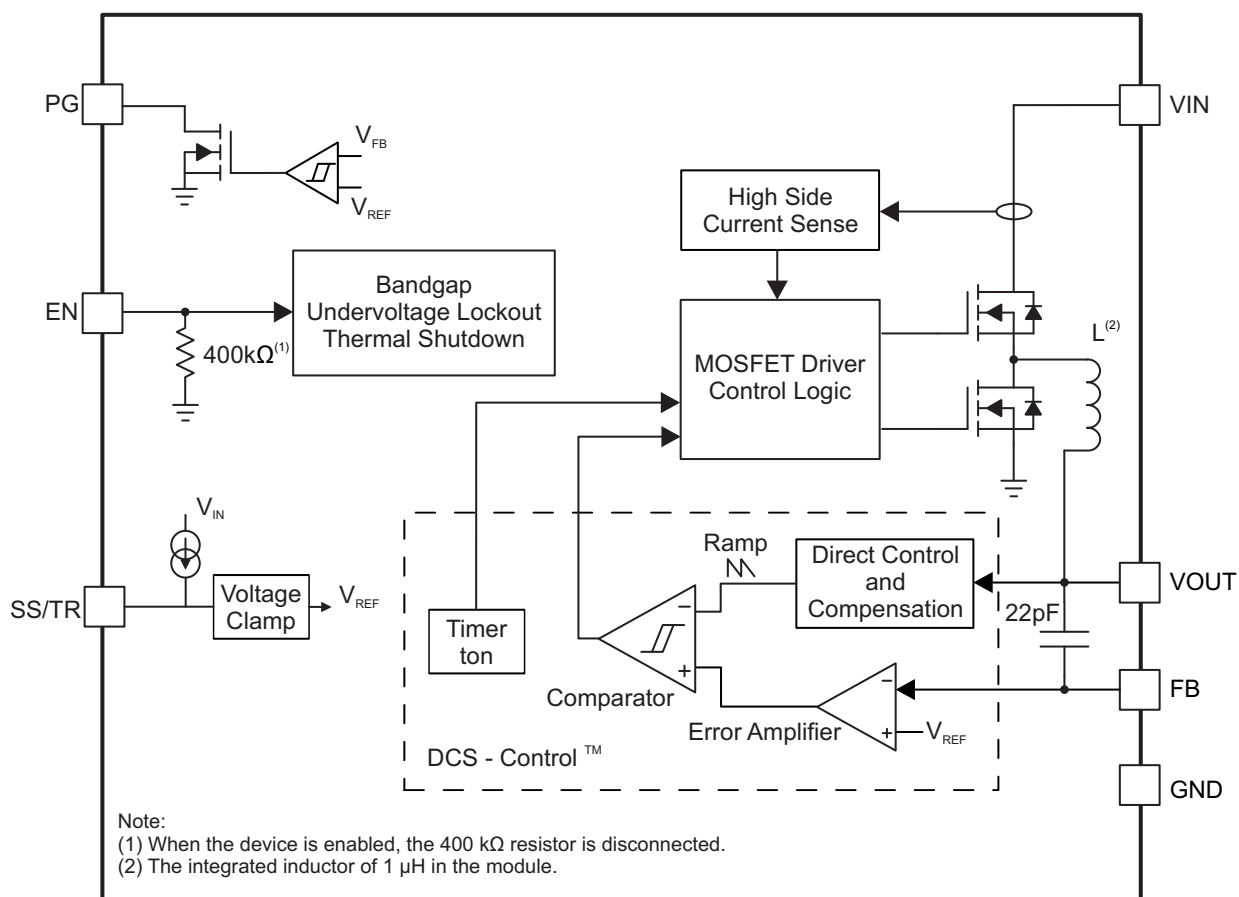 PG
VIN
V_FB
V_REF
High Side
Current Sense
EN
Bandgap
Undervoltage Lockout
Thermal Shutdown
400kΩ(1)
MOSFET Driver
Control Logic
L(2)
V_IN
SS/TR
Voltage
Clamp
V_REF
Timer
ton
Ramp
Direct Control
and
Compensation
VOUT
22pF
−
+
Comparator
−
+
Error Amplifier
V_REF
FB
DCS - Control ™
GND
Note:
(1) When the device is enabled, the 400 kΩ resistor is disconnected.
(2) The integrated inductor of 1 µH in the module.